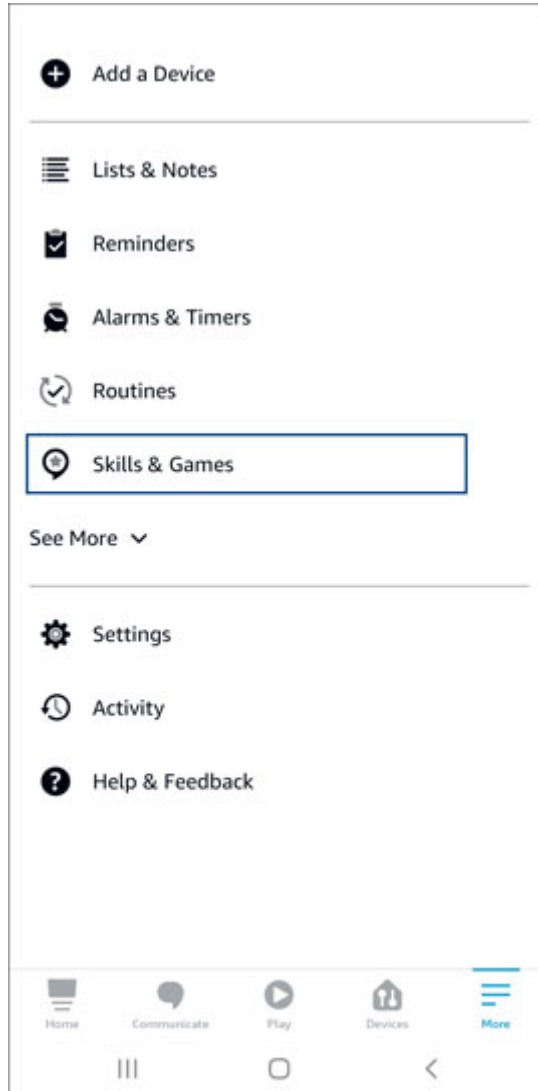 Add a Device
Lists & Notes
Reminders
Alarms & Timers
Routines
Skills & Games
See More
Settings
Activity
Help & Feedback
Home Communicate Play Devices More